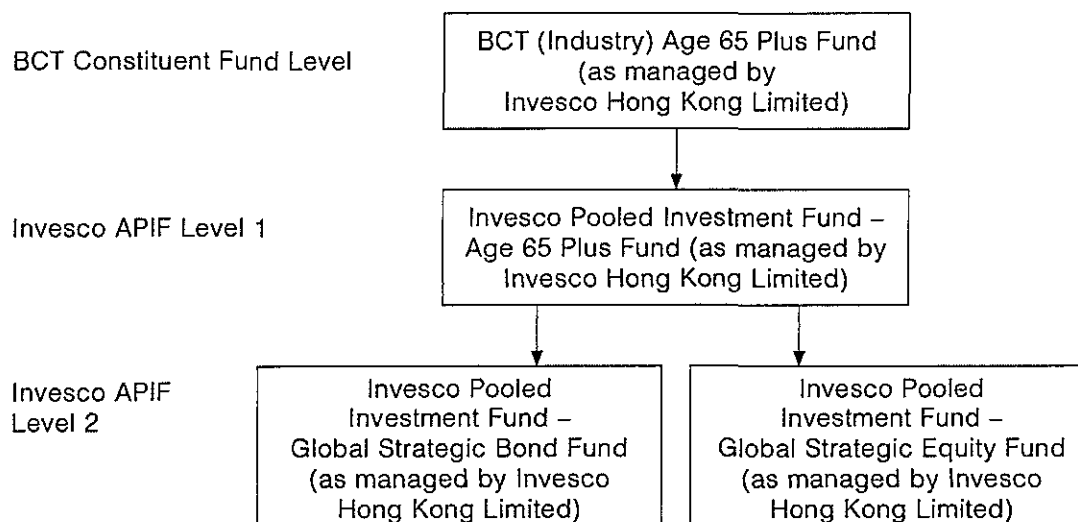 BCT Constituent Fund Level
BCT (Industry) Age 65 Plus Fund
(as managed by
Invesco Hong Kong Limited)
Invesco APIF Level 1
Invesco Pooled Investment Fund –
Age 65 Plus Fund (as managed by
Invesco Hong Kong Limited)
Invesco APIF
Level 2
Invesco Pooled
Investment Fund –
Global Strategic Bond Fund
(as managed by Invesco
Hong Kong Limited)
Invesco Pooled
Investment Fund –
Global Strategic Equity Fund
(as managed by Invesco
Hong Kong Limited)